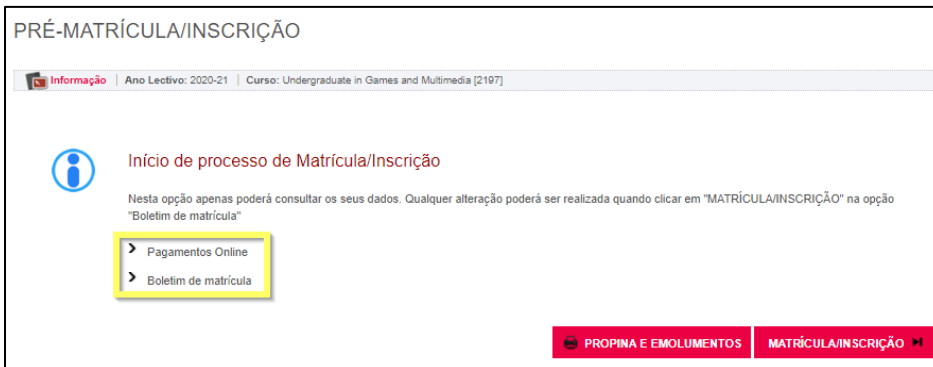 PRÉ-MATRÍCULA/INSCRIÇÃO
Informação | Ano Lectivo: 2020-21 | Curso: Undergraduate in Games and Multimedia [2197]
Início de processo de Matrícula/Inscrição
Nesta opção apenas poderá consultar os seus dados. Qualquer alteração poderá ser realizada quando clicar em "MATRÍCULA/INSCRIÇÃO" na opção
"Boletim de matrícula"
Pagamentos Online
Boletim de matrícula
PROPINA E EMOLUMENTOS MATRÍCULA/INSCRIÇÃO